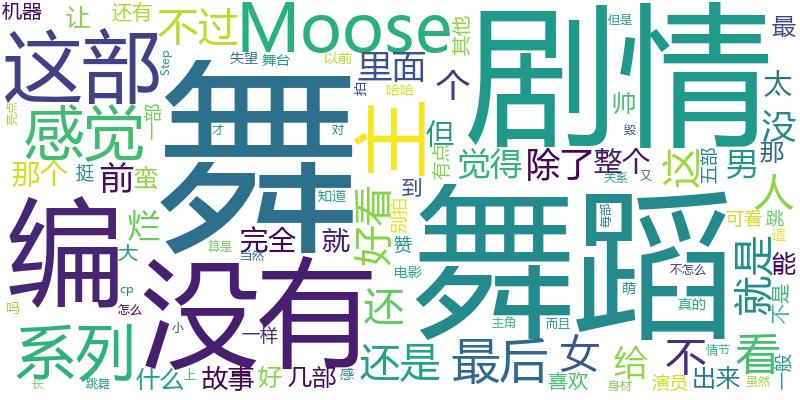 机器
让
还有
不过
Moose
其他
剧情
但是
最
这部
Step
失望
舞台
以前
里面
个
帅
太
没
亮点
感觉
一部
舞
才
对
拍
哈哈
主
但
有点
觉得
除了
整个
毁
这
五部
男
那
那个
挺
蛮
前
知道
好看
到
别拍
关系
又
人
编
烂
完全
就
赞
舞蹈
每部
可看
跳
大
算是
当然
没有
还
电影
不怎么
就是
能
这
不是
吗
cp
怎么
小
一样
主角
而且
萌
真的
系列
什么
上
故事
好
几部
感
还是
最后
女
给
不
情节
看
长
跳舞
喜欢
身材
演员
出来
虽然
一般